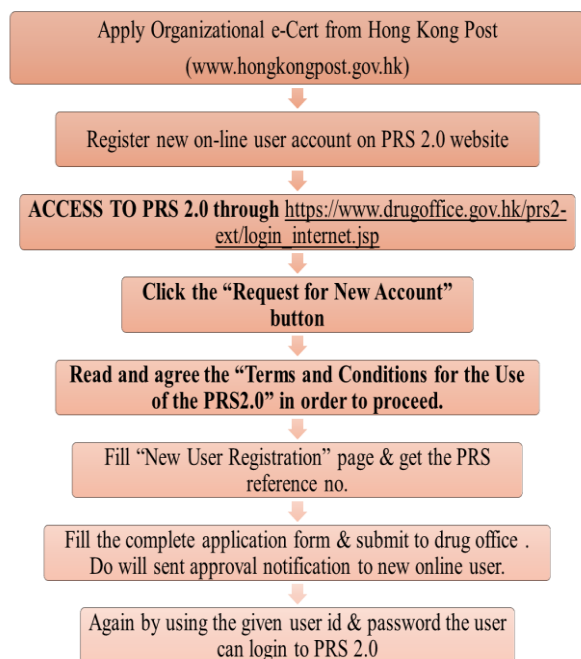 Apply Organizational e-Cert from Hong Kong Post
(www.hongkongpost.gov.hk)
Register new on-line user account on PRS 2.0 website
ACCESS TO PRS 2.0 through https://www.drugoffice.gov.hk/prs2-
ext/login_internet.jsp
Click the “Request for New Account”
button
Read and agree the “Terms and Conditions for the Use
of the PRS2.0” in order to proceed.
Fill “New User Registration” page & get the PRS
reference no.
Fill the complete application form & submit to drug office .
Do will sent approval notification to new online user.
Again by using the given user id & password the user
can login to PRS 2.0